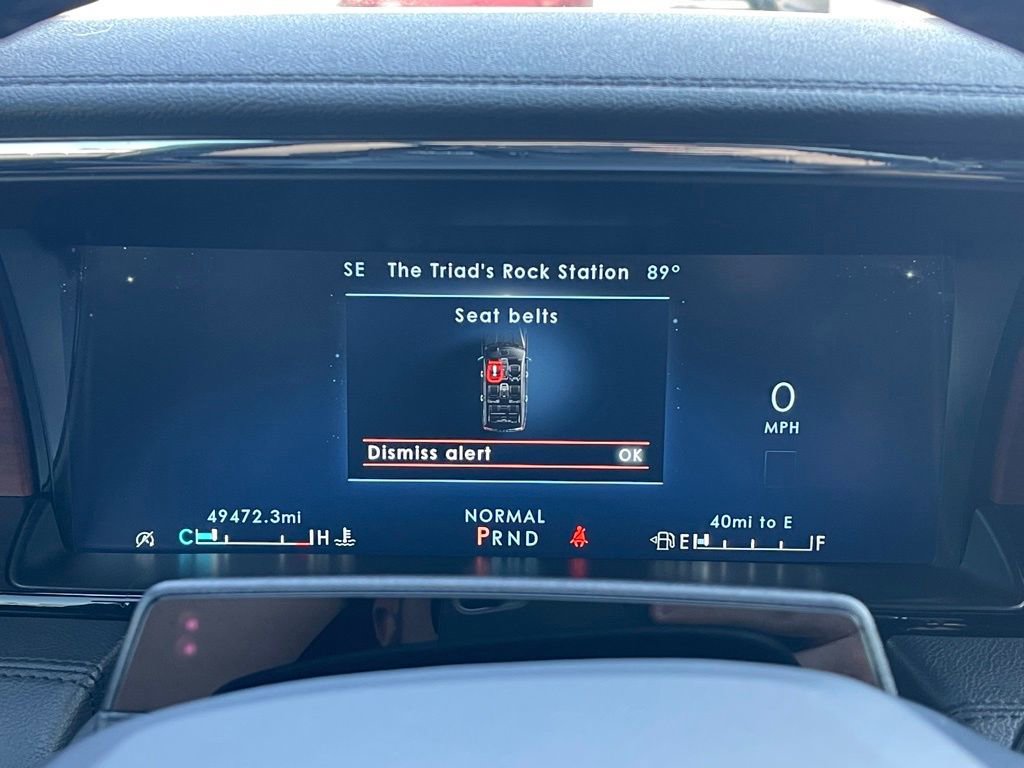 SE The Triad's Rock Station 89°
Seat belts
Dismiss alert OK
0
MPH
49472.3mi
C H
NORMAL
PRND
40mi to E
E F